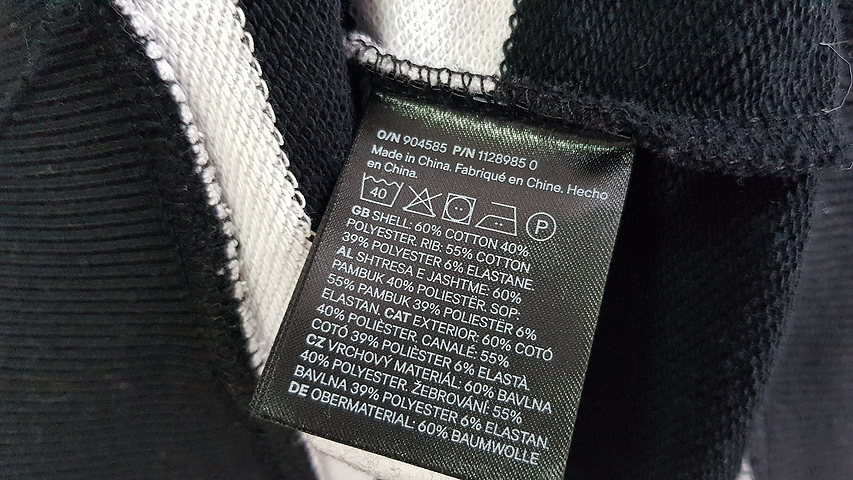 O/N 904585 P/N 1128985 0
Made in China. Fabriqué en Chine. Hecho
en China.
40 P
GB SHELL: 60% COTTON 40%
POLYESTER. RIB: 55% COTTON
39% POLYESTER 6% ELASTANE.
AL SHTRESA E JASHTME: 60%
PAMBUK 40% POLIESTËR. SOP:
55% PAMBUK 39% POLIESTËR 6%
ELASTAN. CAT EXTERIOR: 60% COTÓ
40% POLIÈSTER. CANALÉ: 55%
COTÓ 39% POLIÈSTER 6% ELASTÀ.
CZ VRCHOVÝ MATERIÁL: 60% BAVLNA
40% POLYESTER. ŽEBROVÁNÍ: 55%
BAVLNA 39% POLYESTER 6% ELASTAN.
DE OBERMATERIAL: 60% BAUMWOLLE